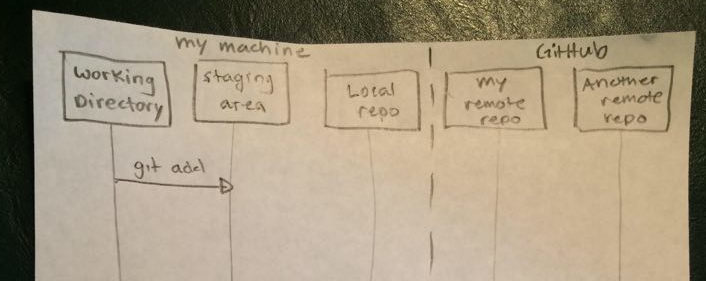 my machine
GitHub
Working
Directory
staging
area
Local
repo
my
remote
repo
Another
remote
repo
git add